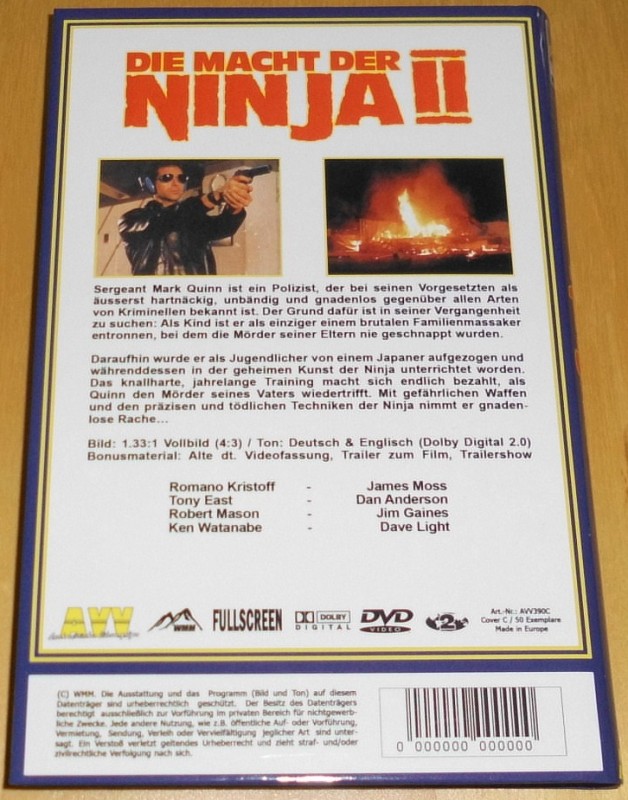 DIE MACHT DER
NINJA II
Sergeant Mark Quinn ist ein Polizist, der bei seinen Vorgesetzten als
äusserst hartnäckig, unbändig und gnadenlos gegenüber allen Arten
von Kriminellen bekannt ist. Der Grund dafür ist in seiner Vergangenheit
zu suchen: Als Kind ist er als einziger einem brutalen Familienmassaker
entronnen, bei dem die Mörder seiner Eltern nie geschnappt wurden.
Daraufhin wurde er als Jugendlicher von einem Japaner aufgezogen und
währenddessen in der geheimen Kunst der Ninja unterrichtet worden.
Das knallharte, jahrelange Training macht sich endlich bezahlt, als
Quinn den Mörder seines Vaters wiedertrifft. Mit gefährlichen Waffen
und den präzisen und tödlichen Techniken der Ninja nimmt er gnaden-
lose Rache...
Bild: 1.33:1 Vollbild (4:3) / Ton: Deutsch & Englisch (Dolby Digital 2.0)
Bonusmaterial: Alte dt. Videofassung, Trailer zum Film, Trailershow
Romano Kristoff - James Moss
Tony East - Dan Anderson
Robert Mason - Jim Gaines
Ken Watanabe - Dave Light
AVV
WMM
FULLSCREEN
DOLBY
DIGITAL
DVD
VIDEO
2
Art.-Nr.: AVV390C
Cover C / 50 Exemplare
Made in Europe
(C) WMM. Die Ausstattung und das Programm (Bild und Ton) auf diesem
Datenträger sind urheberrechtlich geschützt. Der Besitz des Datenträgers
berechtigt ausschließlich zur Vorführung im privaten Bereich für nichtgewerb-
liche Zwecke. Jede andere Nutzung, wie z.B. öffentliche Auf- oder Vorführung,
Vermietung, Sendung, Verleih oder Vervielfältigung jeglicher Art sind unter-
sagt. Ein Verstoß verletzt geltendes Urheberrecht und zieht straf- und/oder
zivilrechtliche Verfolgung nach sich.
0 000000 000000